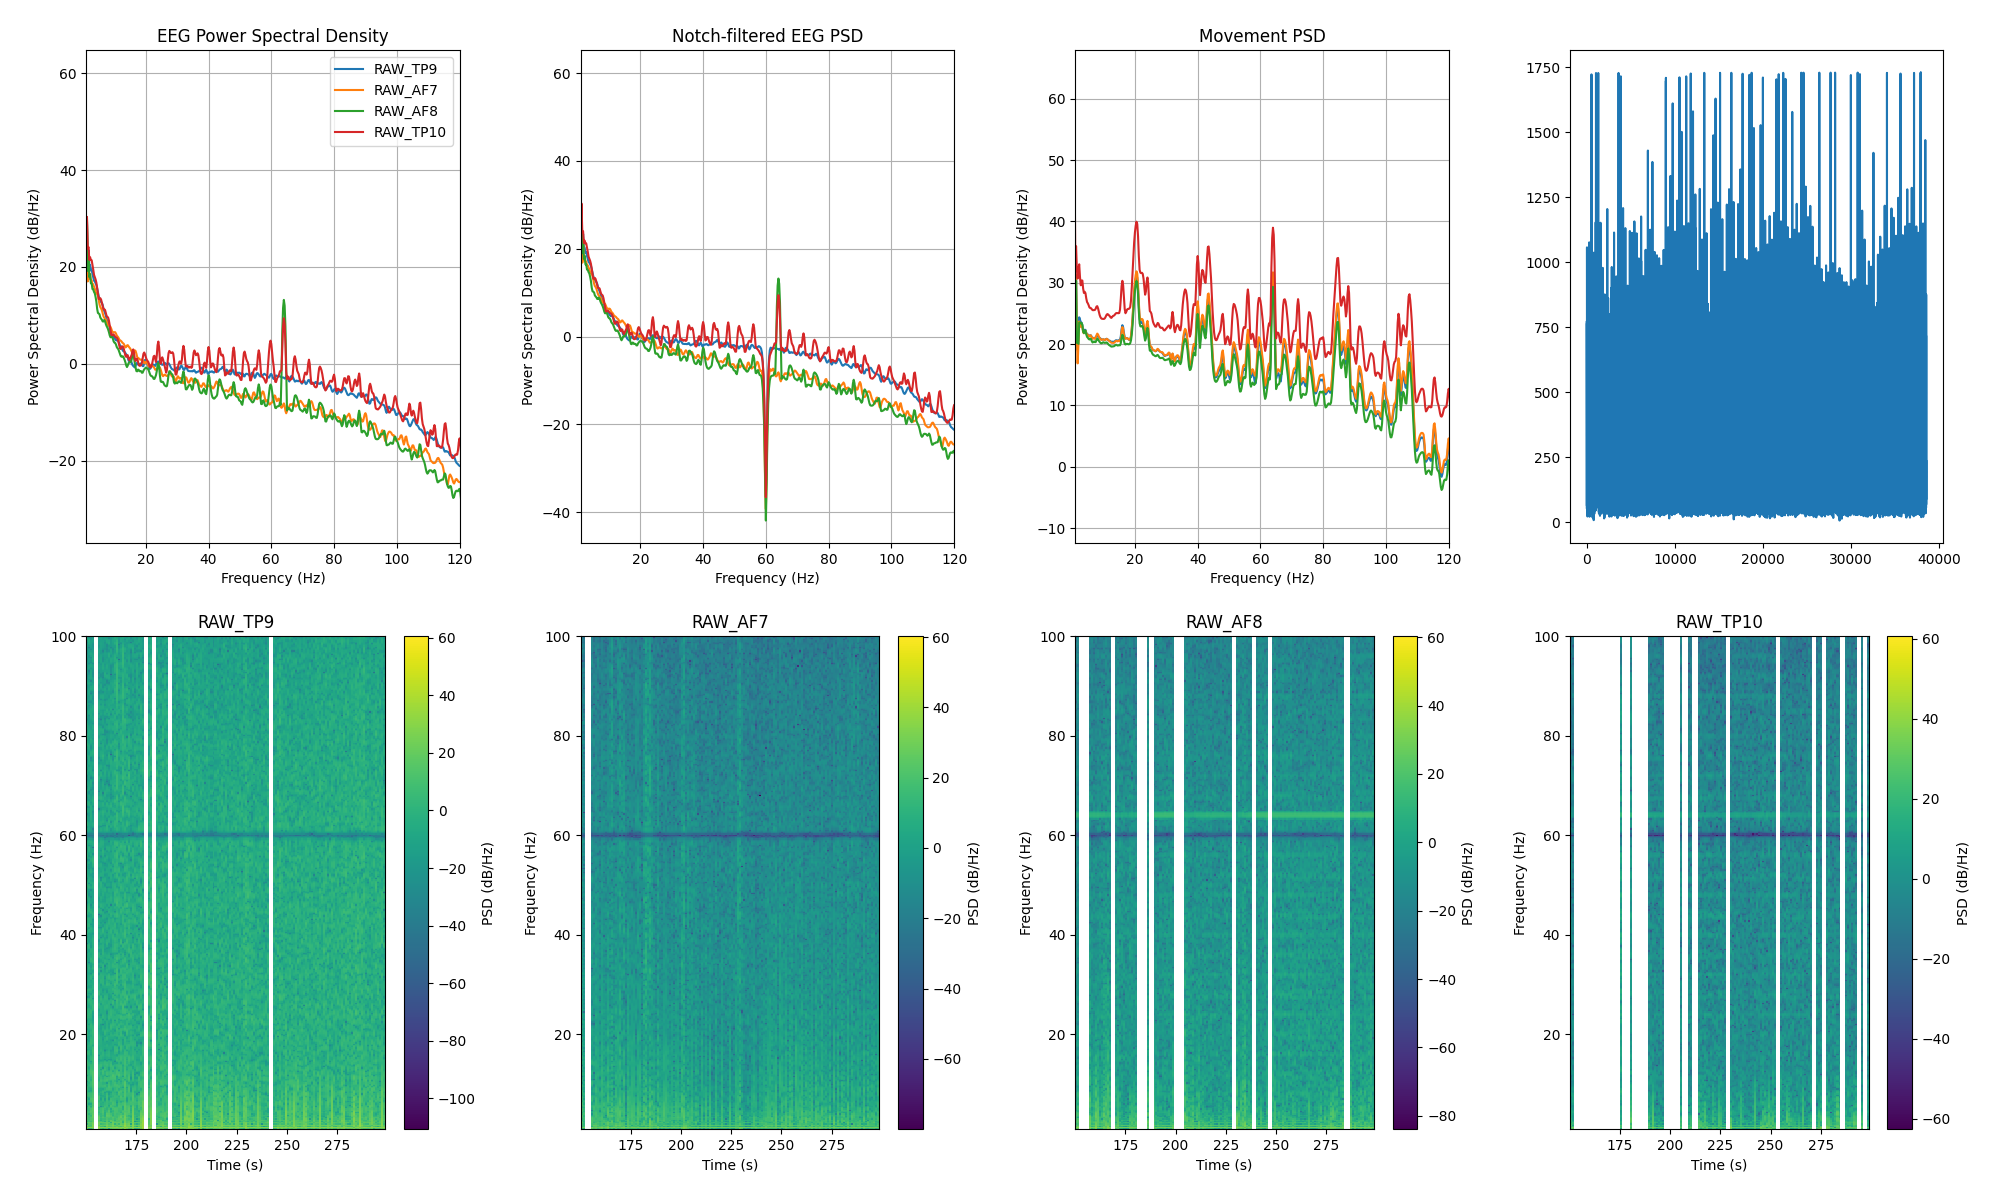 EEG Power Spectral Density
Power Spectral Density (dB/Hz)
60
40
20
0
−20
RAW_TP9
RAW_AF7
RAW_AF8
RAW_TP10
20 40 60 80 100 120
Frequency (Hz)
Notch-filtered EEG PSD
Power Spectral Density (dB/Hz)
60
40
20
0
−20
−40
20 40 60 80 100 120
Frequency (Hz)
Movement PSD
Power Spectral Density (dB/Hz)
60
50
40
30
20
10
0
−10
20 40 60 80 100 120
Frequency (Hz)
1750
1500
1250
1000
750
500
250
0
0 10000 20000 30000 40000
RAW_TP9
Frequency (Hz)
100
80
60
40
20
175 200 225 250 275
Time (s)
60
40
20
0
−20
−40
−60
−80
−100
PSD (dB/Hz)
RAW_AF7
Frequency (Hz)
100
80
60
40
20
175 200 225 250 275
Time (s)
60
40
20
0
−20
−40
−60
PSD (dB/Hz)
RAW_AF8
Frequency (Hz)
100
80
60
40
20
175 200 225 250 275
Time (s)
60
40
20
0
−20
−40
−60
−80
PSD (dB/Hz)
RAW_TP10
Frequency (Hz)
100
80
60
40
20
175 200 225 250 275
Time (s)
60
40
20
0
−20
−40
−60
PSD (dB/Hz)